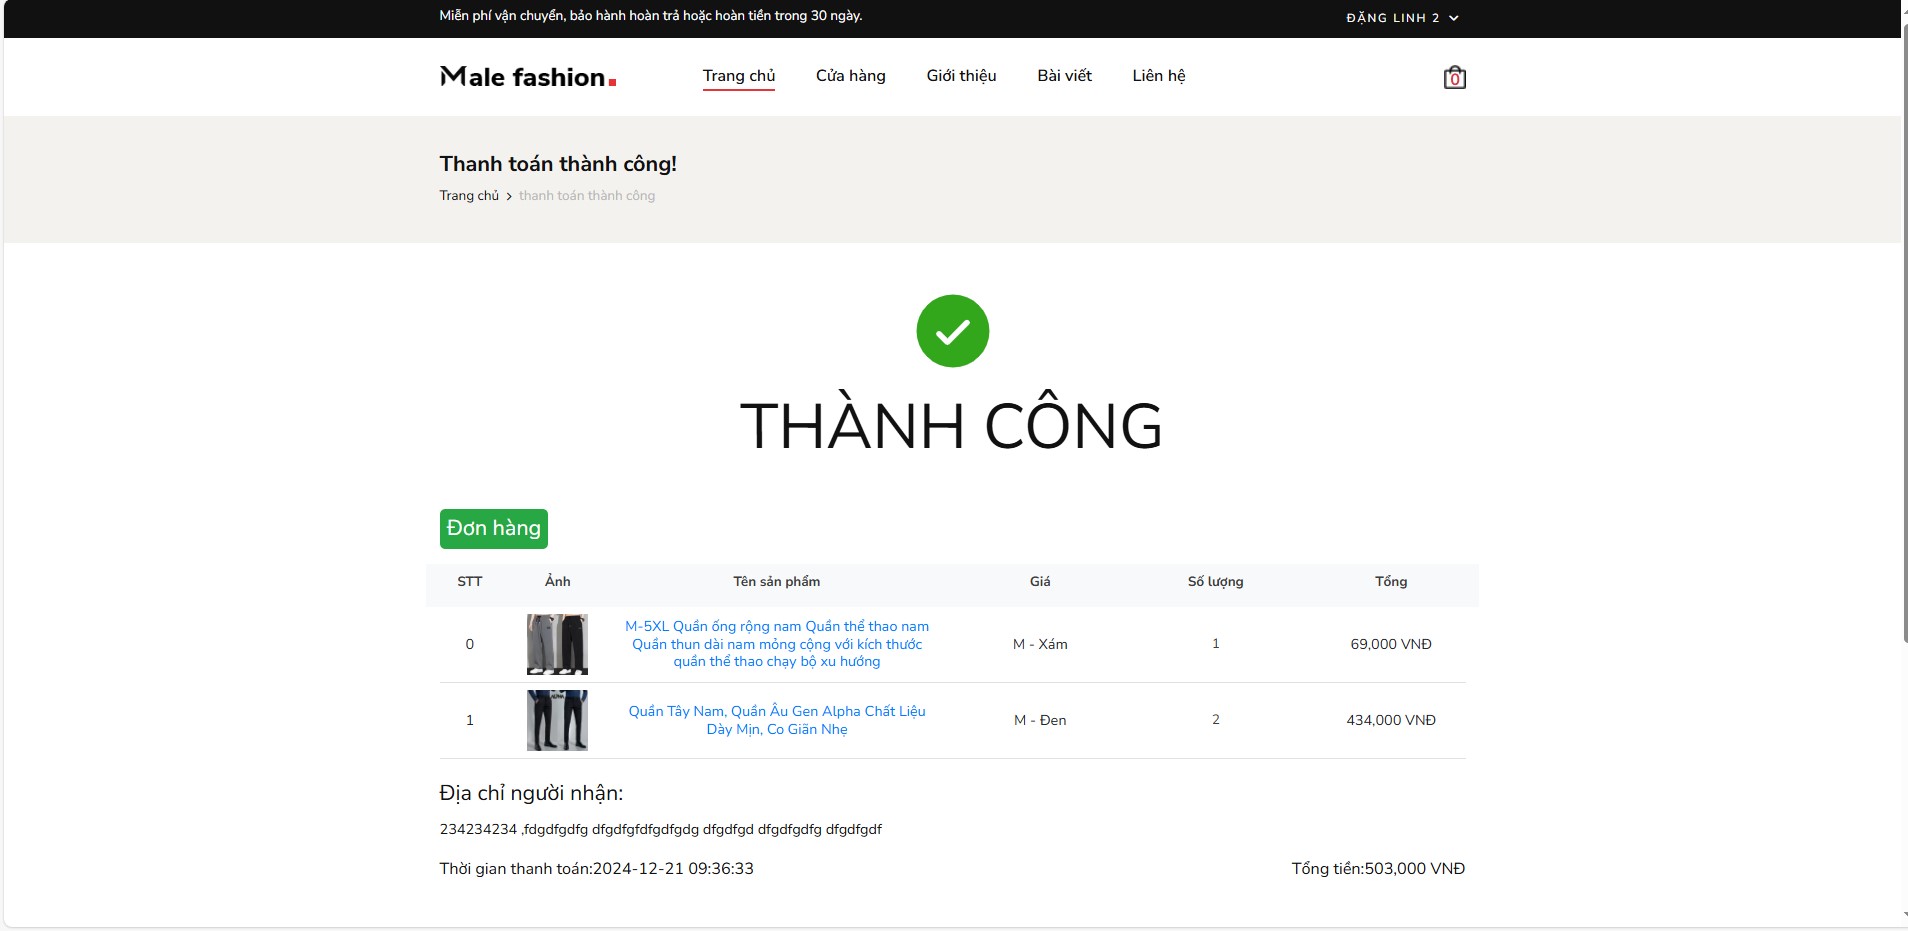 Miễn phí vận chuyển, bảo hành hoàn trả hoặc hoàn tiền trong 30 ngày.
ĐẶNG LINH 2
Male fashion.
Trang chủ
Cửa hàng
Giới thiệu
Bài viết
Liên hệ
0
Thanh toán thành công!
Trang chủ > thanh toán thành công
THÀNH CÔNG
Đơn hàng
STT Ảnh Tên sản phẩm Giá Số lượng Tổng
M-5XL Quần ống rộng nam Quần thể thao nam
0 Quần thun dài nam mỏng cộng với kích thước M - Xám 1 69,000 VNĐ
quần thể thao chạy bộ xu hướng
ALPHA
Quần Tây Nam, Quần Âu Gen Alpha Chất Liệu
1 M - Đen 2 434,000 VNĐ
Dày Mịn, Co Giãn Nhẹ
Địa chỉ người nhận:
234234234 ,fdgdfgdfg dfgdfgfdfgdfgdg dfgdfgd dfgdfgdfg dfgdfgdf
Thời gian thanh toán:2024-12-21 09:36:33
Tổng tiền:503,000 VNĐ